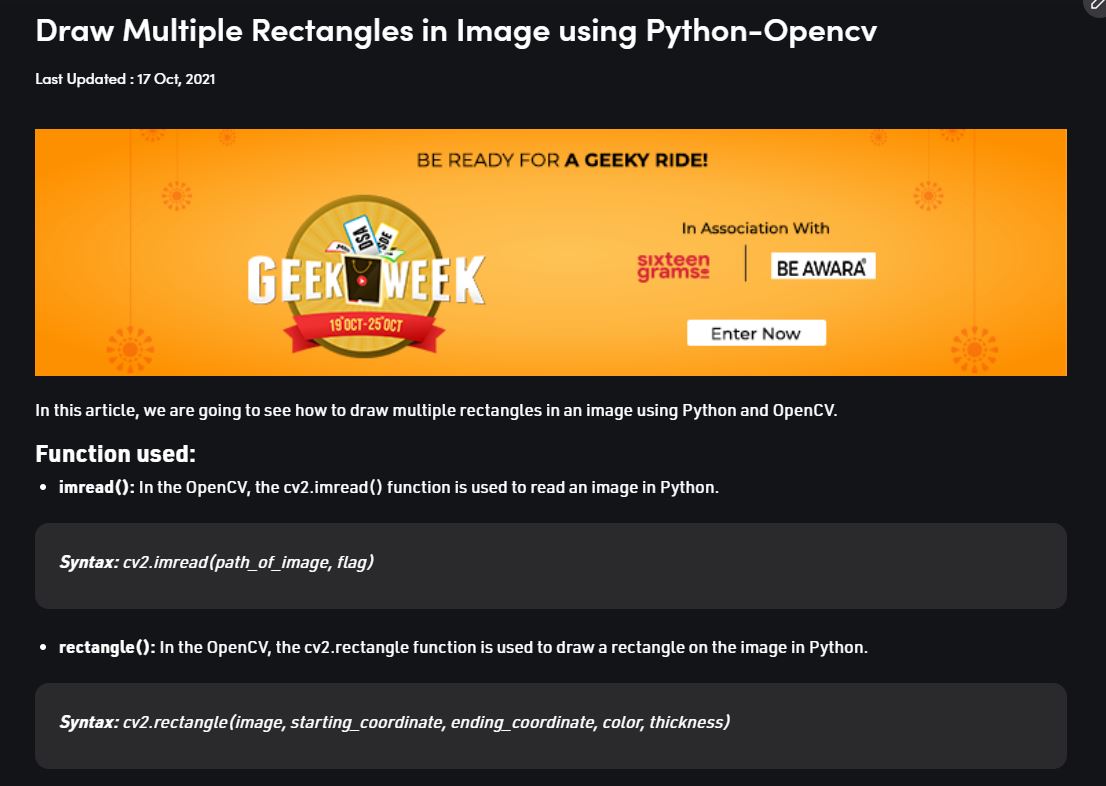 Draw Multiple Rectangles in Image using Python-Opencv
Last Updated : 17 Oct, 2021
BE READY FOR A GEEKY RIDE!
DSA
SDE
GEEK WEEK
19th OCT-25th OCT
In Association With
sixteen
grams
BE AWARA
Enter Now
In this article, we are going to see how to draw multiple rectangles in an image using Python and OpenCV.
Function used:
• imread(): In the OpenCV, the cv2.imread() function is used to read an image in Python.
Syntax: cv2.imread(path_of_image, flag)
• rectangle(): In the OpenCV, the cv2.rectangle function is used to draw a rectangle on the image in Python.
Syntax: cv2.rectangle(image, starting_coordinate, ending_coordinate, color, thickness)